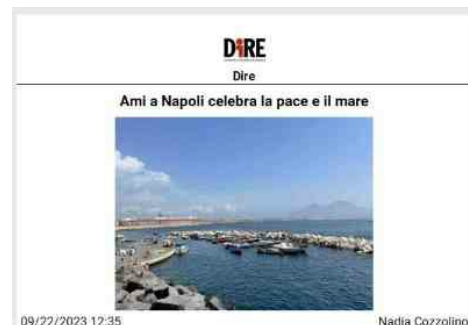 DiRE
Dire
Ami a Napoli celebra la pace e il mare
09/22/2023 12:35
Nadia Cozzolino